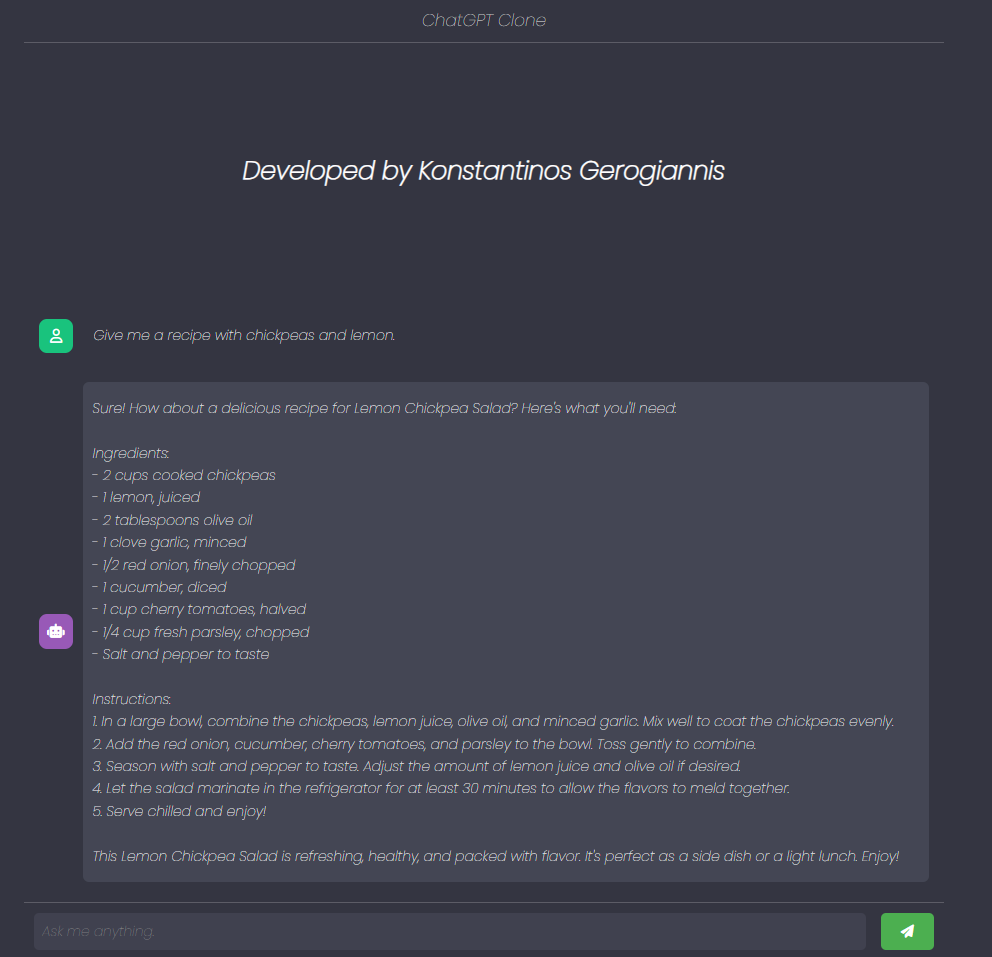 ChatGPT Clone
Developed by Konstantinos Gerogiannis
Give me a recipe with chickpeas and lemon.
Sure! How about a delicious recipe for Lemon Chickpea Salad? Here's what you'll need:
Ingredients:
- 2 cups cooked chickpeas
- 1 lemon, juiced
- 2 tablespoons olive oil
- 1 clove garlic, minced
- 1/2 red onion, finely chopped
- 1 cucumber, diced
- 1 cup cherry tomatoes, halved
- 1/4 cup fresh parsley, chopped
- Salt and pepper to taste
Instructions:
1. In a large bowl, combine the chickpeas, lemon juice, olive oil, and minced garlic. Mix well to coat the chickpeas evenly.
2. Add the red onion, cucumber, cherry tomatoes, and parsley to the bowl. Toss gently to combine.
3. Season with salt and pepper to taste. Adjust the amount of lemon juice and olive oil if desired.
4. Let the salad marinate in the refrigerator for at least 30 minutes to allow the flavors to meld together.
5. Serve chilled and enjoy!
This Lemon Chickpea Salad is refreshing, healthy, and packed with flavor. It's perfect as a side dish or a light lunch. Enjoy!
Ask me anything.